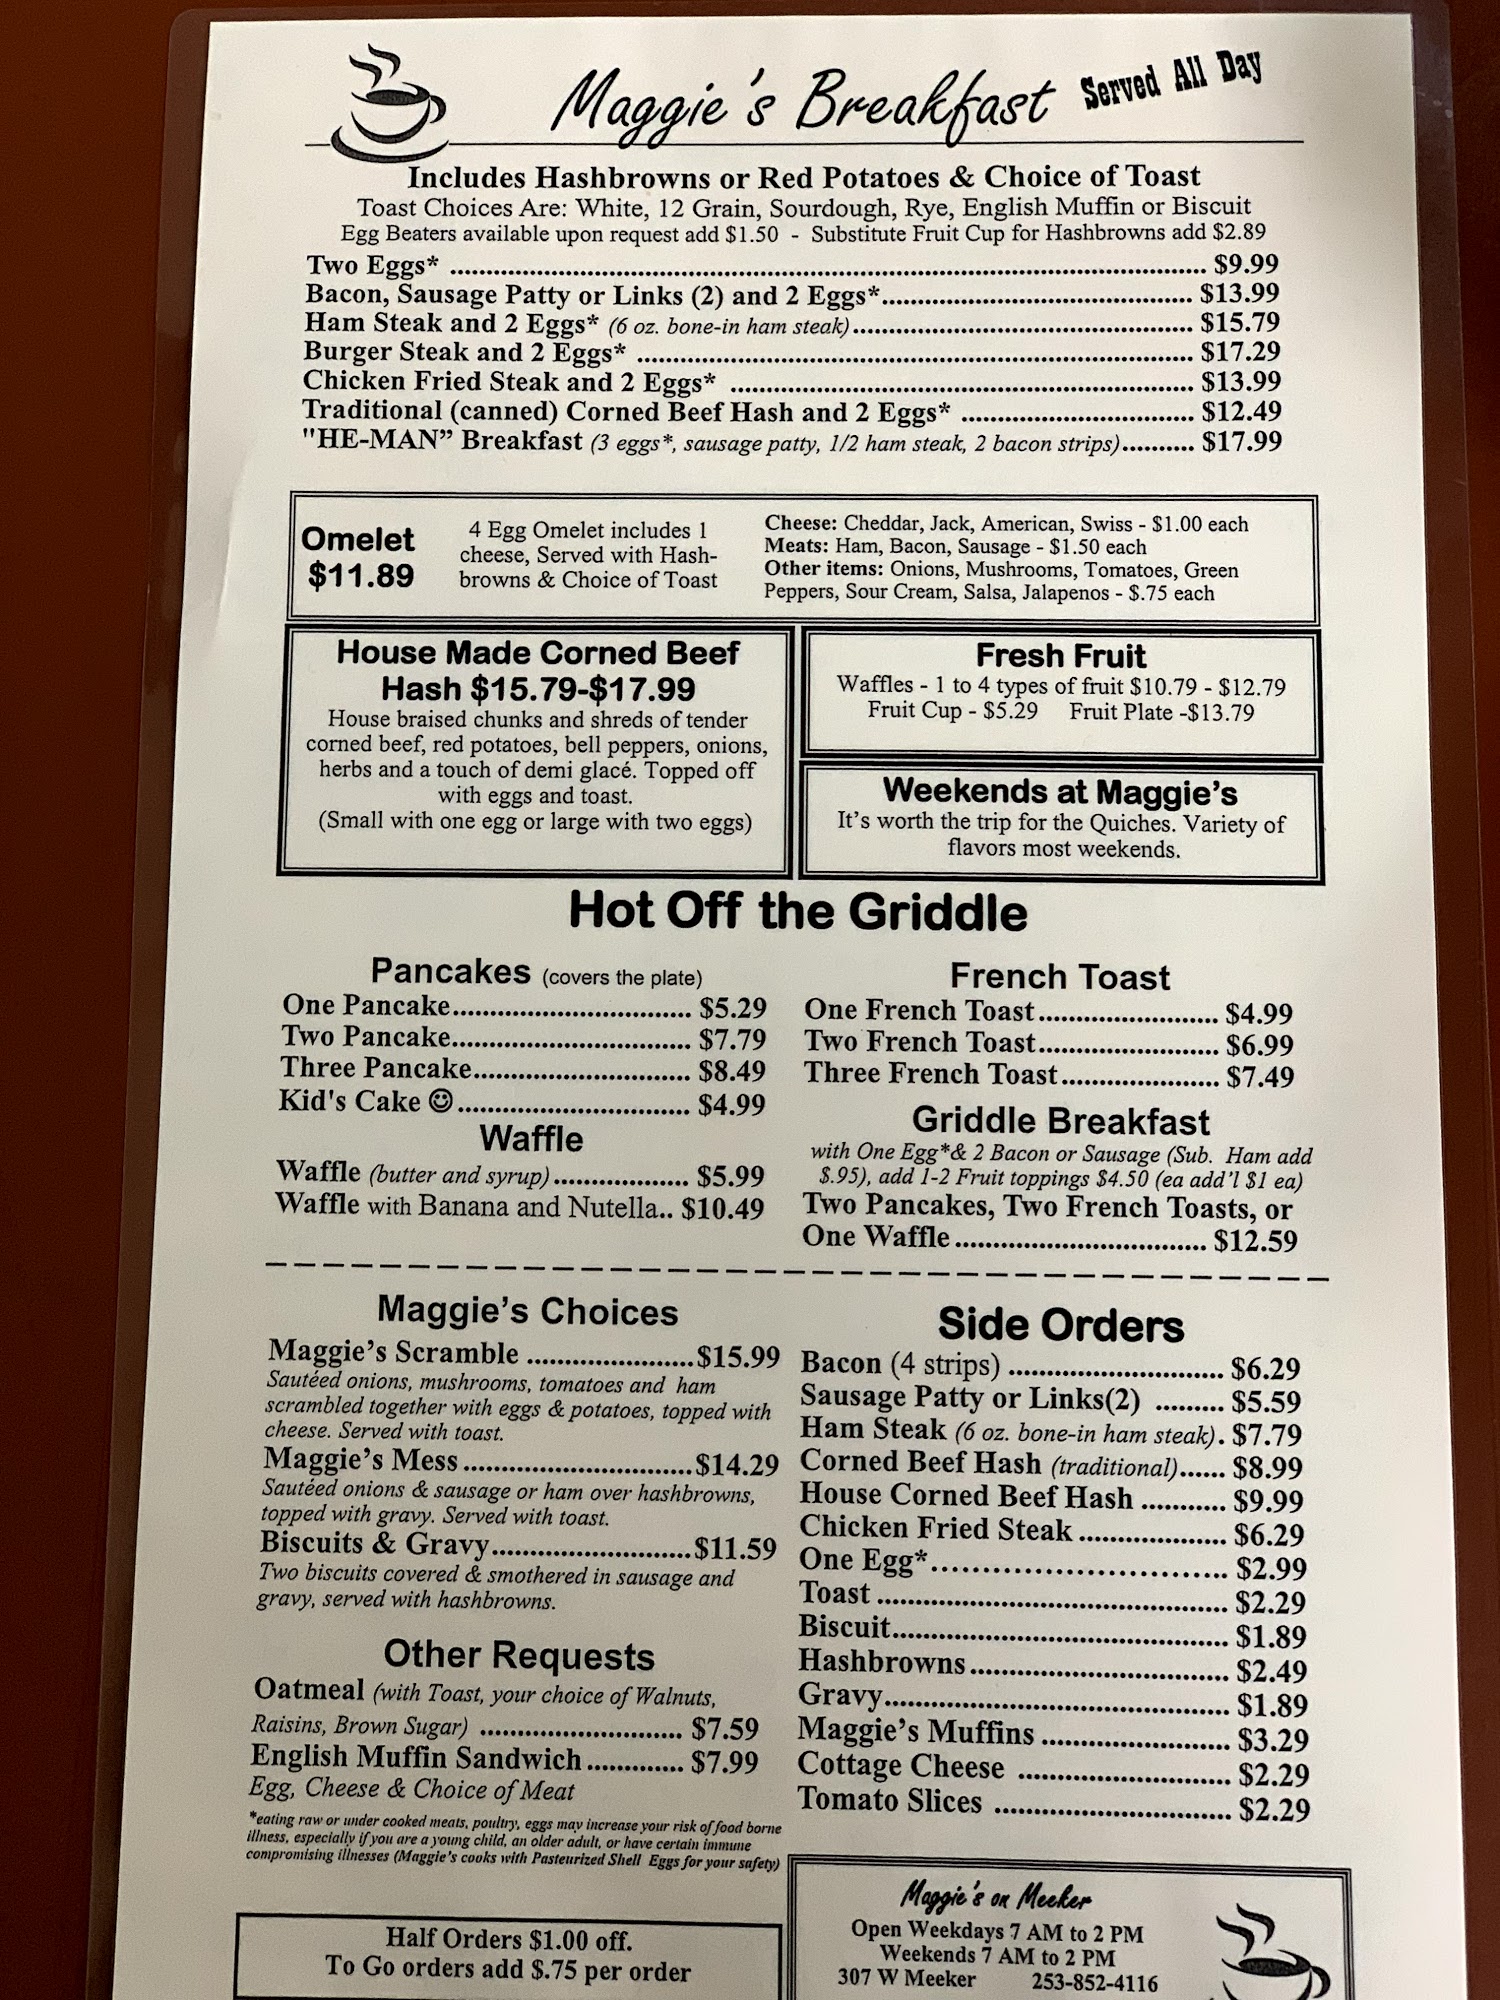 Maggie's Breakfast Served All Day
Includes Hashbrowns or Red Potatoes & Choice of Toast
Toast Choices Are: White, 12 Grain, Sourdough, Rye, English Muffin or Biscuit
Egg Beaters available upon request add $1.50 - Substitute Fruit Cup for Hashbrowns add $2.89
Two Eggs* ........ $9.99
Bacon, Sausage Patty or Links (2) and 2 Eggs*........ $13.99
Ham Steak and 2 Eggs* (6 oz. bone-in ham steak)........ $15.79
Burger Steak and 2 Eggs* ........ $17.29
Chicken Fried Steak and 2 Eggs* ........ $13.99
Traditional (canned) Corned Beef Hash and 2 Eggs* ........ $12.49
"HE-MAN” Breakfast (3 eggs*, sausage patty, 1/2 ham steak, 2 bacon strips).......... $17.99
Omelet
$11.89
4 Egg Omelet includes 1
cheese, Served with Hash-
browns & Choice of Toast
Cheese: Cheddar, Jack, American, Swiss - $1.00 each
Meats: Ham, Bacon, Sausage - $1.50 each
Other items: Onions, Mushrooms, Tomatoes, Green
Peppers, Sour Cream, Salsa, Jalapenos - $.75 each
House Made Corned Beef
Hash $15.79-$17.99
House braised chunks and shreds of tender
corned beef, red potatoes, bell peppers, onions,
herbs and a touch of demi glacé. Topped off
with eggs and toast.
(Small with one egg or large with two eggs)
Fresh Fruit
Waffles - 1 to 4 types of fruit $10.79 - $12.79
Fruit Cup - $5.29 Fruit Plate -$13.79
Weekends at Maggie's
It's worth the trip for the Quiches. Variety of
flavors most weekends.
Hot Off the Griddle
Pancakes (covers the plate)
One Pancake........ $5.29
Two Pancake........ $7.79
Three Pancake........ $8.49
Kid's Cake ☺........ $4.99
Waffle
Waffle (butter and syrup)........ $5.99
Waffle with Banana and Nutella.. $10.49
French Toast
One French Toast........ $4.99
Two French Toast........ $6.99
Three French Toast........ $7.49
Griddle Breakfast
with One Egg*& 2 Bacon or Sausage (Sub. Ham add
$.95), add 1-2 Fruit toppings $4.50 (ea add'l $1 ea)
Two Pancakes, Two French Toasts, or
One Waffle........ $12.59
Maggie's Choices
Maggie's Scramble ........$15.99
Sautéed onions, mushrooms, tomatoes and ham
scrambled together with eggs & potatoes, topped with
cheese. Served with toast.
Maggie's Mess........$14.29
Sautéed onions & sausage or ham over hashbrowns,
topped with gravy. Served with toast.
Biscuits & Gravy........$11.59
Two biscuits covered & smothered in sausage and
gravy, served with hashbrowns.
Other Requests
Oatmeal (with Toast, your choice of Walnuts,
Raisins, Brown Sugar) ........ $7.59
English Muffin Sandwich............. $7.99
Egg, Cheese & Choice of Meat
*eating raw or under cooked meats, poultry, eggs may increase your risk of food borne
illness, especially if you are a young child, an older adult, or have certain immune
compromising illnesses (Maggie's cooks with Pasteurized Shell Eggs for your safety)
Half Orders $1.00 off.
To Go orders add $.75 per order
Side Orders
Bacon (4 strips) ........ $6.29
Sausage Patty or Links(2) ......... $5.59
Ham Steak (6 oz. bone-in ham steak). $7.79
Corned Beef Hash (traditional)...... $8.99
House Corned Beef Hash ........... $9.99
Chicken Fried Steak ........ $6.29
One Egg*........ $2.99
Toast ........ $2.29
Biscuit........ $1.89
Hashbrowns........ $2.49
Gravy........ $1.89
Maggie's Muffins ........ $3.29
Cottage Cheese ........ $2.29
Tomato Slices ........ $2.29
Maggie's on Meeker
Open Weekdays 7 AM to 2 PM
Weekends 7 AM to 2 PM
307 W Meeker 253-852-4116